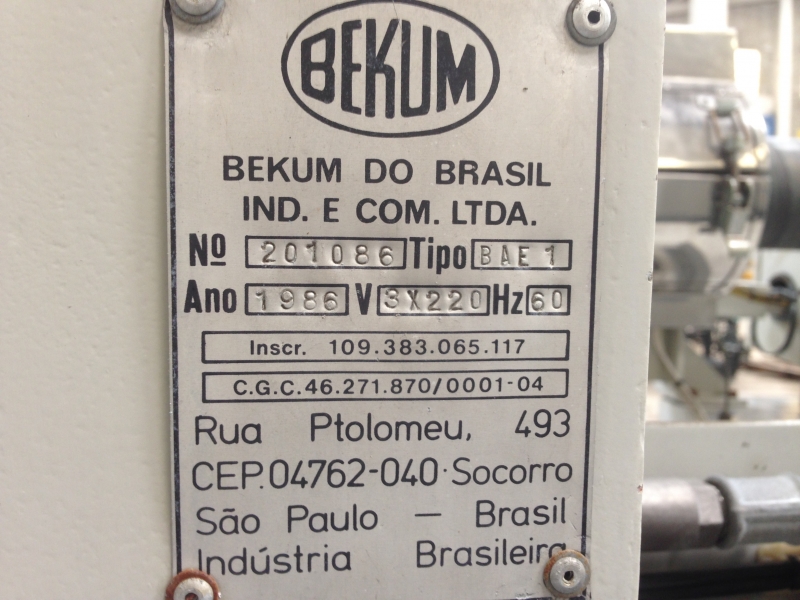 BEKUM
BEKUM DO BRASIL
IND. E COM. LTDA.
Nº 201086 Tipo BAE 1
Ano 1986 V 3X220 Hz 60
Inscr. 109.383.065.117
C.G.C.46.271.870/0001-04
Rua Ptolomeu, 493
CEP.04762-040·Socorro
São Paulo — Brasil
Indústria Brasileira